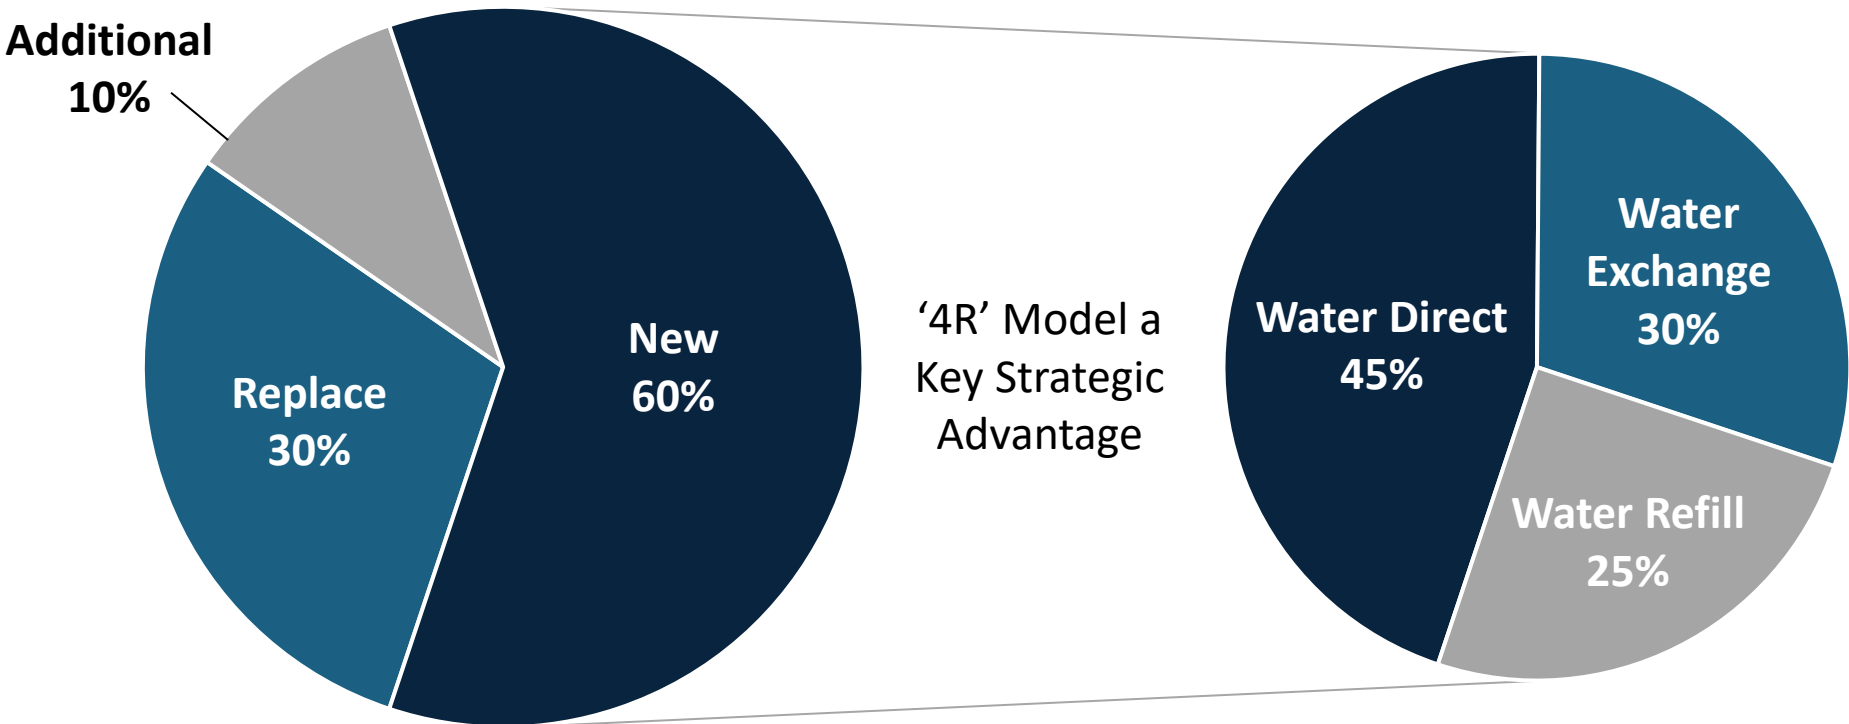 Additional
10%
New
60%
Replace
30%
‘4R’ Model a
Key Strategic
Advantage
Water Direct
45%
Water
Exchange
30%
Water Refill
25%